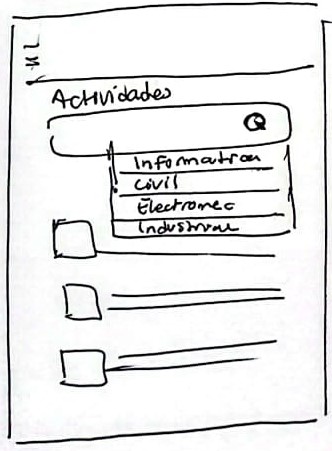 Actividades
Informatica
Civil
Electromec
Industrial